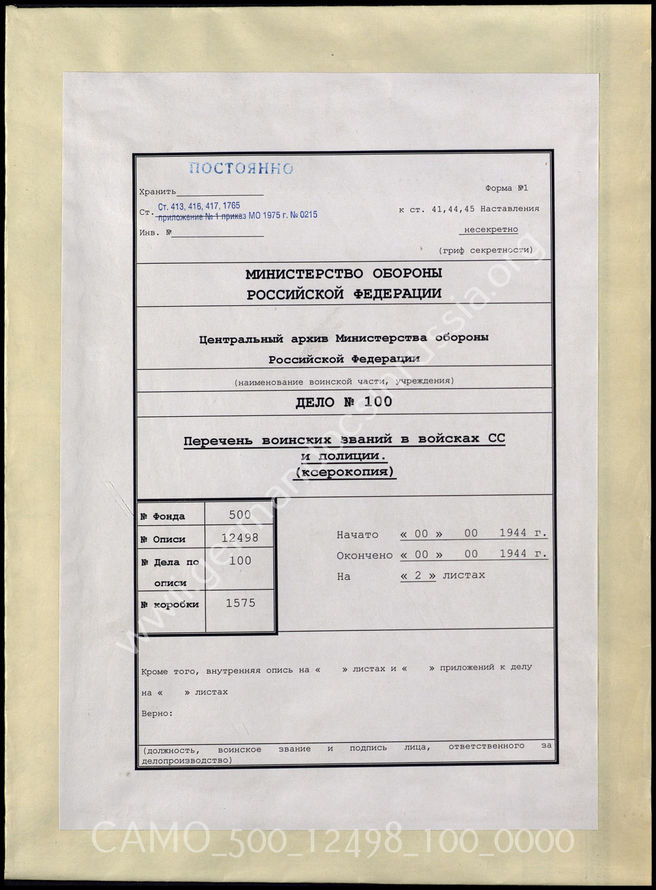 ПОСТОЯННО
Хранить
Форма №1
Ст. 413, 416, 417, 1765
Ст. приложение № 1 приказ МО 1975 г. № 0215
к ст. 41,44,45 Наставления
Инв. №
несекретно
(гриф секретности)
МИНИСТЕРСТВО ОБОРОНЫ
РОССИЙСКОЙ ФЕДЕРАЦИИ
Центральный архив Министерства обороны
Российской Федерации
(наименование воинской части, учреждения)
ДЕЛО № 100
Перечень воинских званий в войсках СС
и полиции.
(ксерокопия)
№ Фонда 500
№ Описи 12498
№ Дела по 100
описи
№ коробки 1575
Начато « 00 » 00 1944 г.
Окончено « 00 » 00 1944 г.
На « 2 » листах
Кроме того, внутренняя опись на « » листах и « » приложений к делу
на « » листах
Верно:
(должность, воинское звание и подпись лица, ответственного за
делопроизводство)
www.germandocsinrussia.org
CAMO_500_12498_100_0000